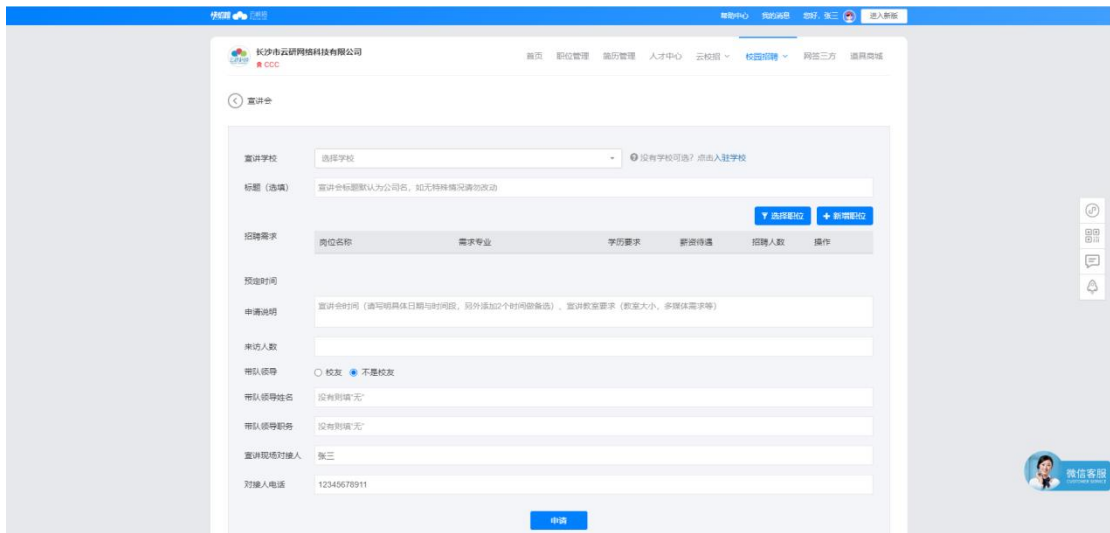 云就活
帮助中心 我的消息 您好, 张三 进入新版
长沙市云研网络科技有限公司
CCC
首页 职位管理 简历管理 人才中心 云校招 校园招聘 网签三方 道具商城
宣讲会
宣讲学校 选择学校 没有学校可选？点击入驻学校
标题（选填） 宣讲会标题默认为公司名，如无特殊情况请勿改动
选择职位 新增职位
招聘需求 岗位名称 需求专业 学历要求 薪资待遇 招聘人数 操作
预定时间
申请说明 宣讲会时间（请写明具体日期与时间段，另外添加2个时间做备选）、宣讲教室要求（教室大小、多媒体需求等）
来访人数
带队领导 校友 不是校友
带队领导姓名 没有则填"无"
带队领导职务 没有则填"无"
宣讲现场对接人 张三
对接人电话 12345678911
申请
微信客服
CUSTOMER SERVICE